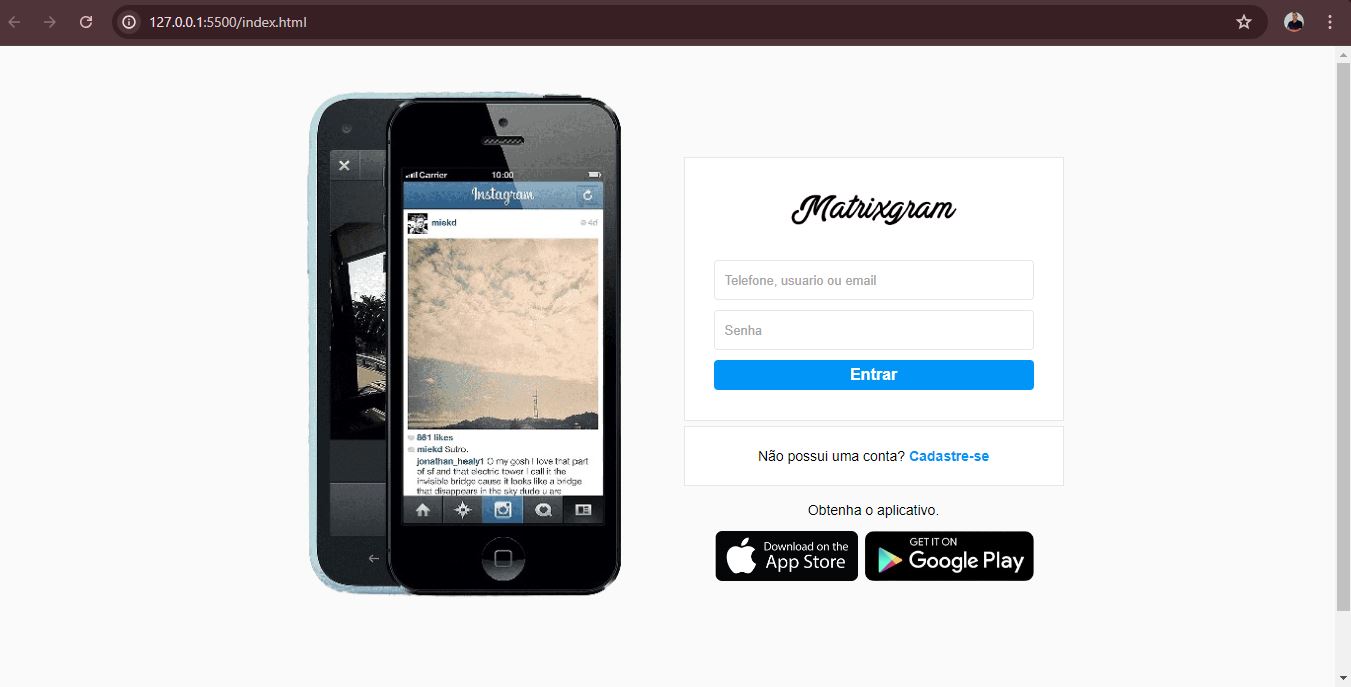 127.0.0.1:5500/index.html
Carrier 10:00
Instagram
miekd 4d
861 likes
miekd Sutro.
jonathan_healy1 O my gosh I love that part
of sf and that electric tower I call it the
invisible bridge cause it looks like a bridge
that disappears in the sky dude u are
Matrixgram
Telefone, usuario ou email
Senha
Entrar
Não possui uma conta? Cadastre-se
Obtenha o aplicativo.
Download on the
App Store
GET IT ON
Google Play